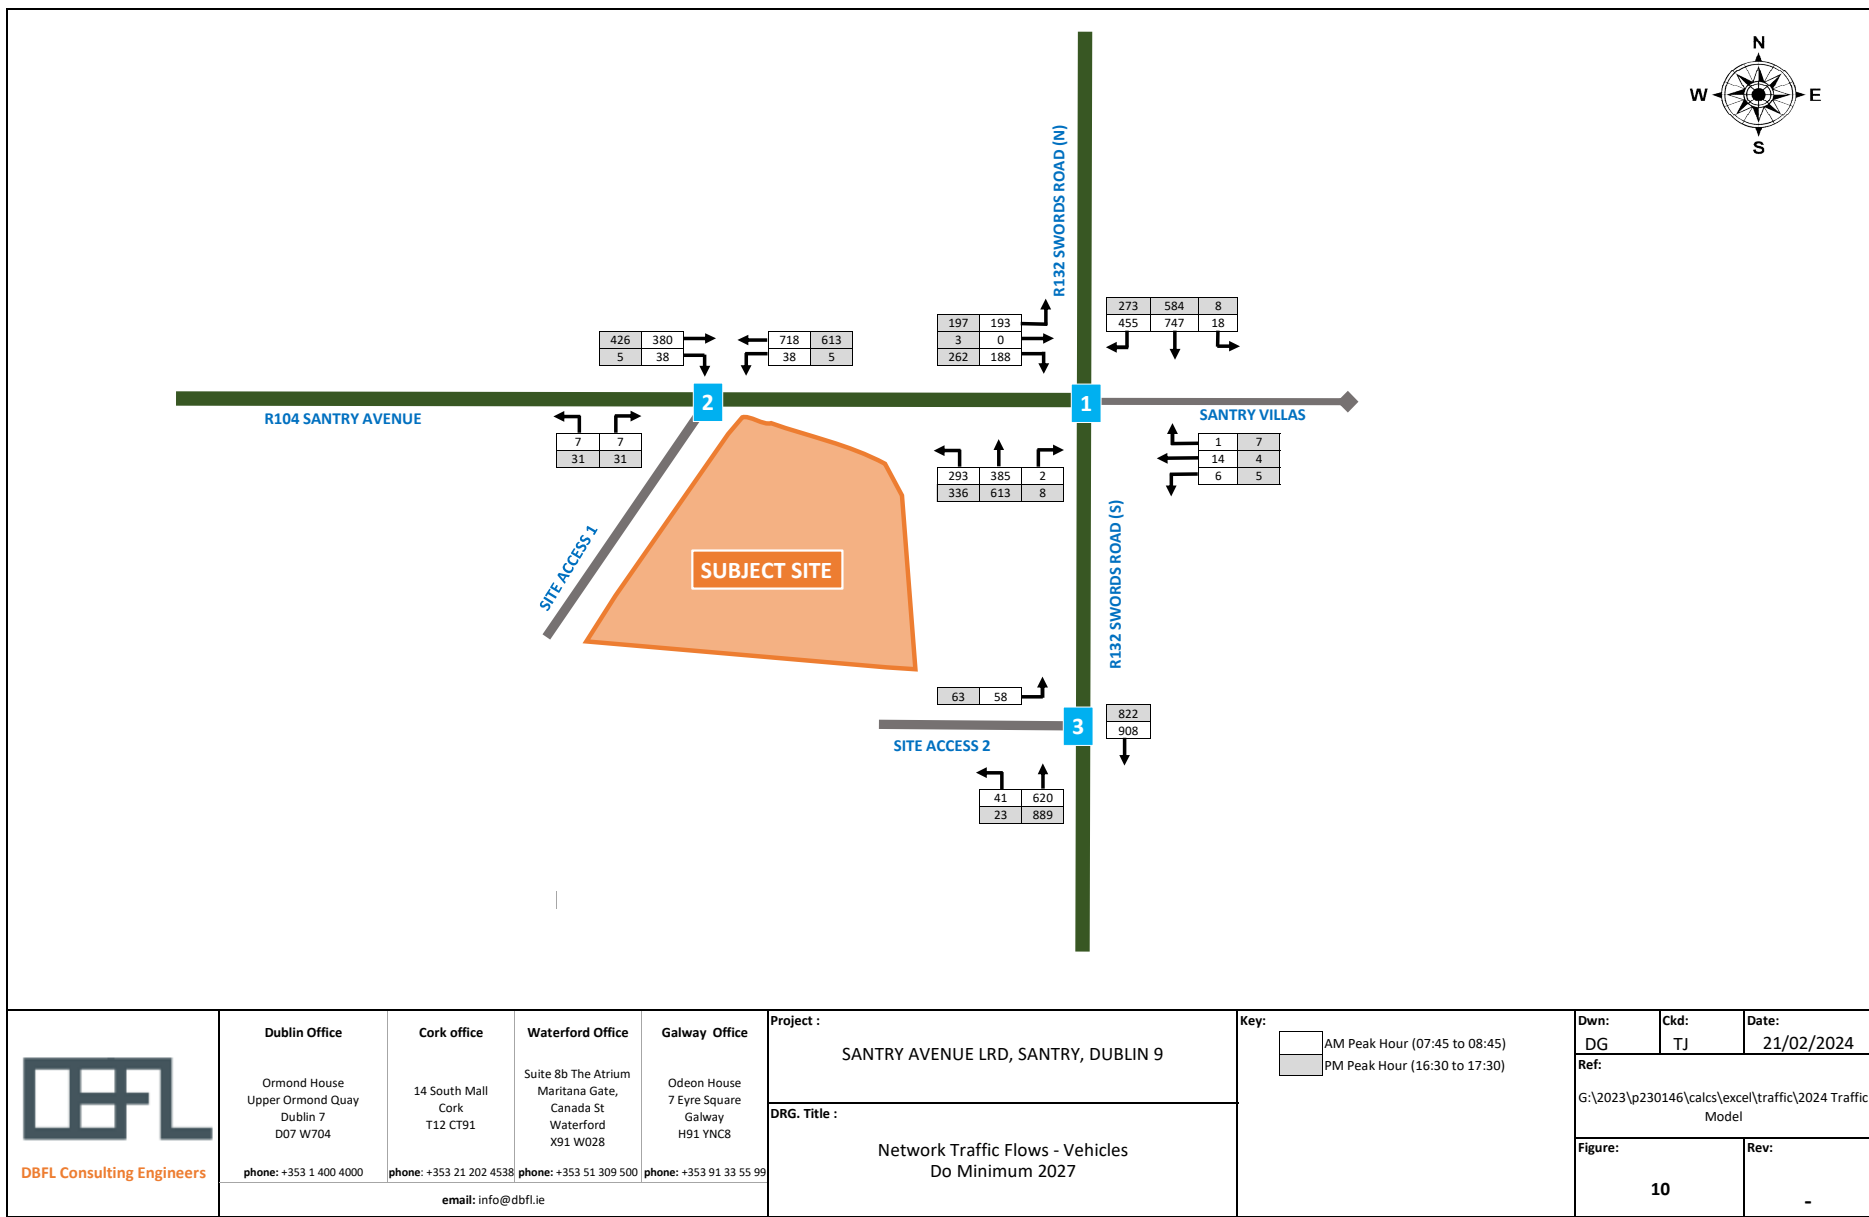 N
W E
S
R132 SWORDS ROAD (N)
273 584 8
455 747 18
197 193
3 0
262 188
426 380
5 38
718 613
38 5
2
1
R104 SANTRY AVENUE
SANTRY VILLAS
7 7
31 31
1 7
14 4
6 5
293 385 2
336 613 8
SITE ACCESS 1
SUBJECT SITE
R132 SWORDS ROAD (S)
63 58
3
822
908
SITE ACCESS 2
41 620
23 889
DBFL
DBFL Consulting Engineers
Dublin Office
Ormond House
Upper Ormond Quay
Dublin 7
D07 W704
phone: +353 1 400 4000
Cork office
14 South Mall
Cork
T12 CT91
phone: +353 21 202 4538
Waterford Office
Suite 8b The Atrium
Maritana Gate,
Canada St
Waterford
X91 W028
phone: +353 51 309 500
Galway Office
Odeon House
7 Eyre Square
Galway
H91 YNC8
phone: +353 91 33 55 99
email: info@dbfl.ie
Project :
SANTRY AVENUE LRD, SANTRY, DUBLIN 9
DRG. Title :
Network Traffic Flows - Vehicles
Do Minimum 2027
Key:
AM Peak Hour (07:45 to 08:45)
PM Peak Hour (16:30 to 17:30)
Dwn:
DG
Ckd:
TJ
Date:
21/02/2024
Ref:
G:\2023\p230146\calcs\excel\traffic\2024 Traffic
Model
Figure:
10
Rev:
-